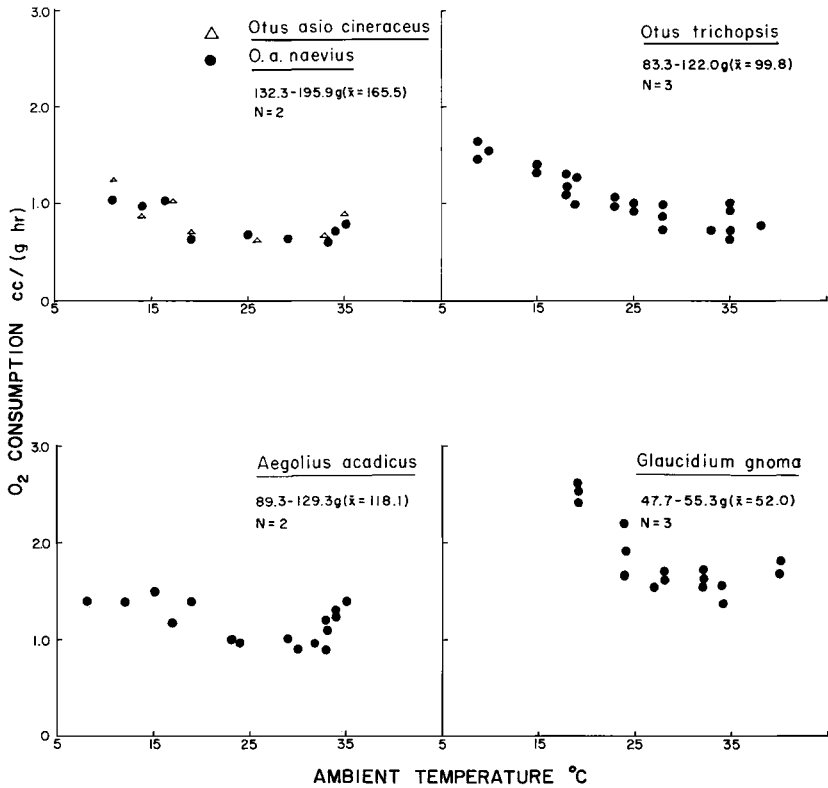 3.0
2.0
1.0
0
5
15
25
35
Otus asio cineraceus
O. a. naevius
132.3-195.9g(x̄=165.5)
N=2
5
15
25
35
Otus trichopsis
83.3-122.0g(x̄=99.8)
N=3
O2 CONSUMPTION cc/(g hr)
3.0
2.0
1.0
0
5
15
25
35
Aegolius acadicus
89.3-129.3g(x̄=118.1)
N=2
5
15
25
35
Glaucidium gnoma
47.7-55.3g(x̄=52.0)
N=3
AMBIENT TEMPERATURE °C